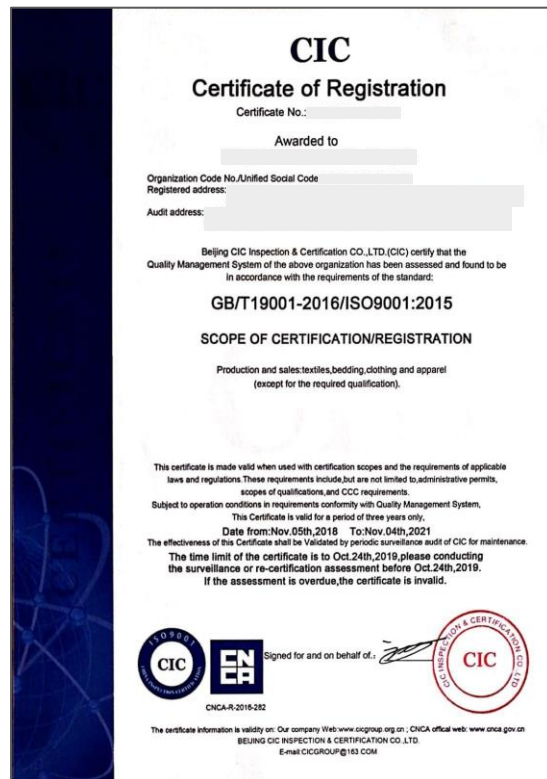 CIC
Certificate of Registration
Certificate No.:
Awarded to
Organization Code No./Unified Social Code
Registered address:
Audit address:
Beijing CIC Inspection & Certification CO.,LTD.(CIC) certify that the
Quality Management System of the above organization has been assessed and found to be
in accordance with the requirements of the standard:
GB/T19001-2016/ISO9001:2015
SCOPE OF CERTIFICATION/REGISTRATION
Production and sales:textiles,bedding,clothing and apparel
(except for the required qualification).
This certificate is made valid when used with certification scopes and the requirements of applicable
laws and regulations.These requirements include,but are not limited to,administrative permits,
scopes of qualifications,and CCC requirements.
Subject to operation conditions in requirements conformity with Quality Management System,
This Certificate is valid for a period of three years only,
Date from:Nov.05th,2018 To:Nov.04th,2021
The effectiveness of this Certificate shall be Validated by periodic surveillance audit of CIC for maintenance.
The time limit of the certificate is to Oct.24th,2019,please conducting
the surveillance or re-certification assessment before Oct.24th,2019.
If the assessment is overdue,the certificate is invalid.
ISO9001
CIC
CNCA
Signed for and on behalf of.:
CIC INSPECTION & CERTIFICATION CO.,LTD
CIC
CNCA-R-2016-282
The certificate information is validity on: Our company Web:www.cicgroup.org.cn ; CNCA offical web: www.cnca.gov.cn
BEIJING CIC INSPECTION & CERTIFICATION CO.,LTD.
E-mail:CICGROUP@163.COM